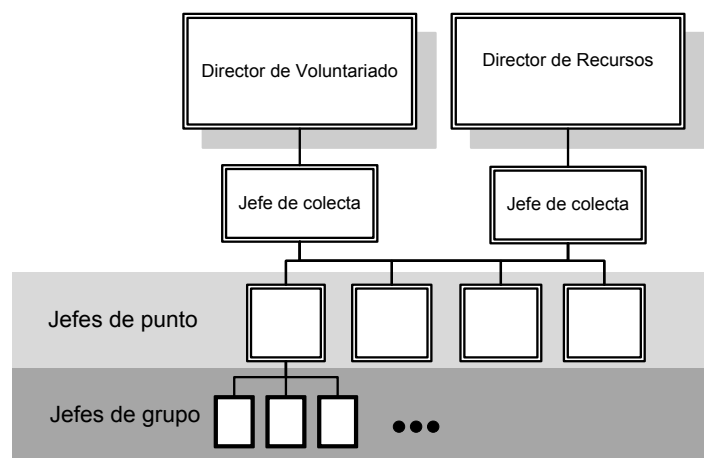 Director de Voluntariado
Director de Recursos
Jefe de colecta
Jefe de colecta
Jefes de punto
Jefes de grupo